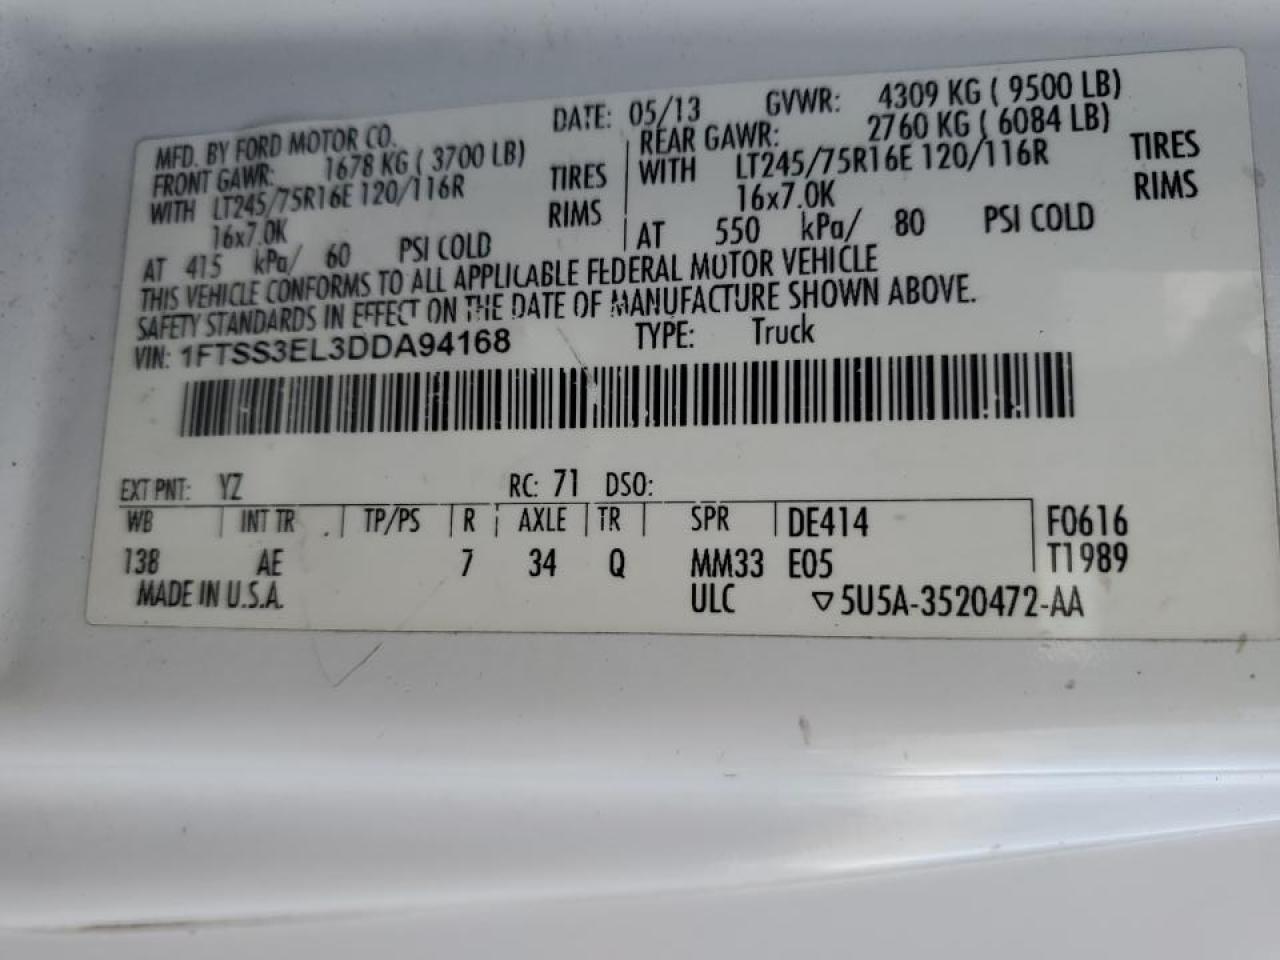 MFD. BY FORD MOTOR CO.
DATE: 05/13 GVWR: 4309 KG ( 9500 LB)
FRONT GAWR: 1678 KG ( 3700 LB)
REAR GAWR: 2760 KG ( 6084 LB)
WITH LT245/75R16E 120/116R TIRES
16x7.0K RIMS
AT 415 kPa/ 60 PSI COLD
WITH LT245/75R16E 120/116R TIRES
16x7.0K RIMS
AT 550 kPa/ 80 PSI COLD
THIS VEHICLE CONFORMS TO ALL APPLICABLE FEDERAL MOTOR VEHICLE
SAFETY STANDARDS IN EFFECT ON THE DATE OF MANUFACTURE SHOWN ABOVE.
VIN: 1FTSS3EL3DDA94168 TYPE: Truck
EXT PNT: YZ RC: 71 DSO:
WB INT TR TP/PS R AXLE TR SPR DE414 F0616
138 AE 7 34 Q MM33 E05 T1989
MADE IN U.S.A. ULC ▽5U5A-3520472-AA